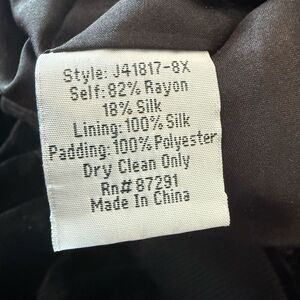 Style: J41817-8X
Self: 82% Rayon
18% Silk
Lining: 100% Silk
Padding: 100% Polyester
Dry Clean Only
Rn# 87291
Made In China